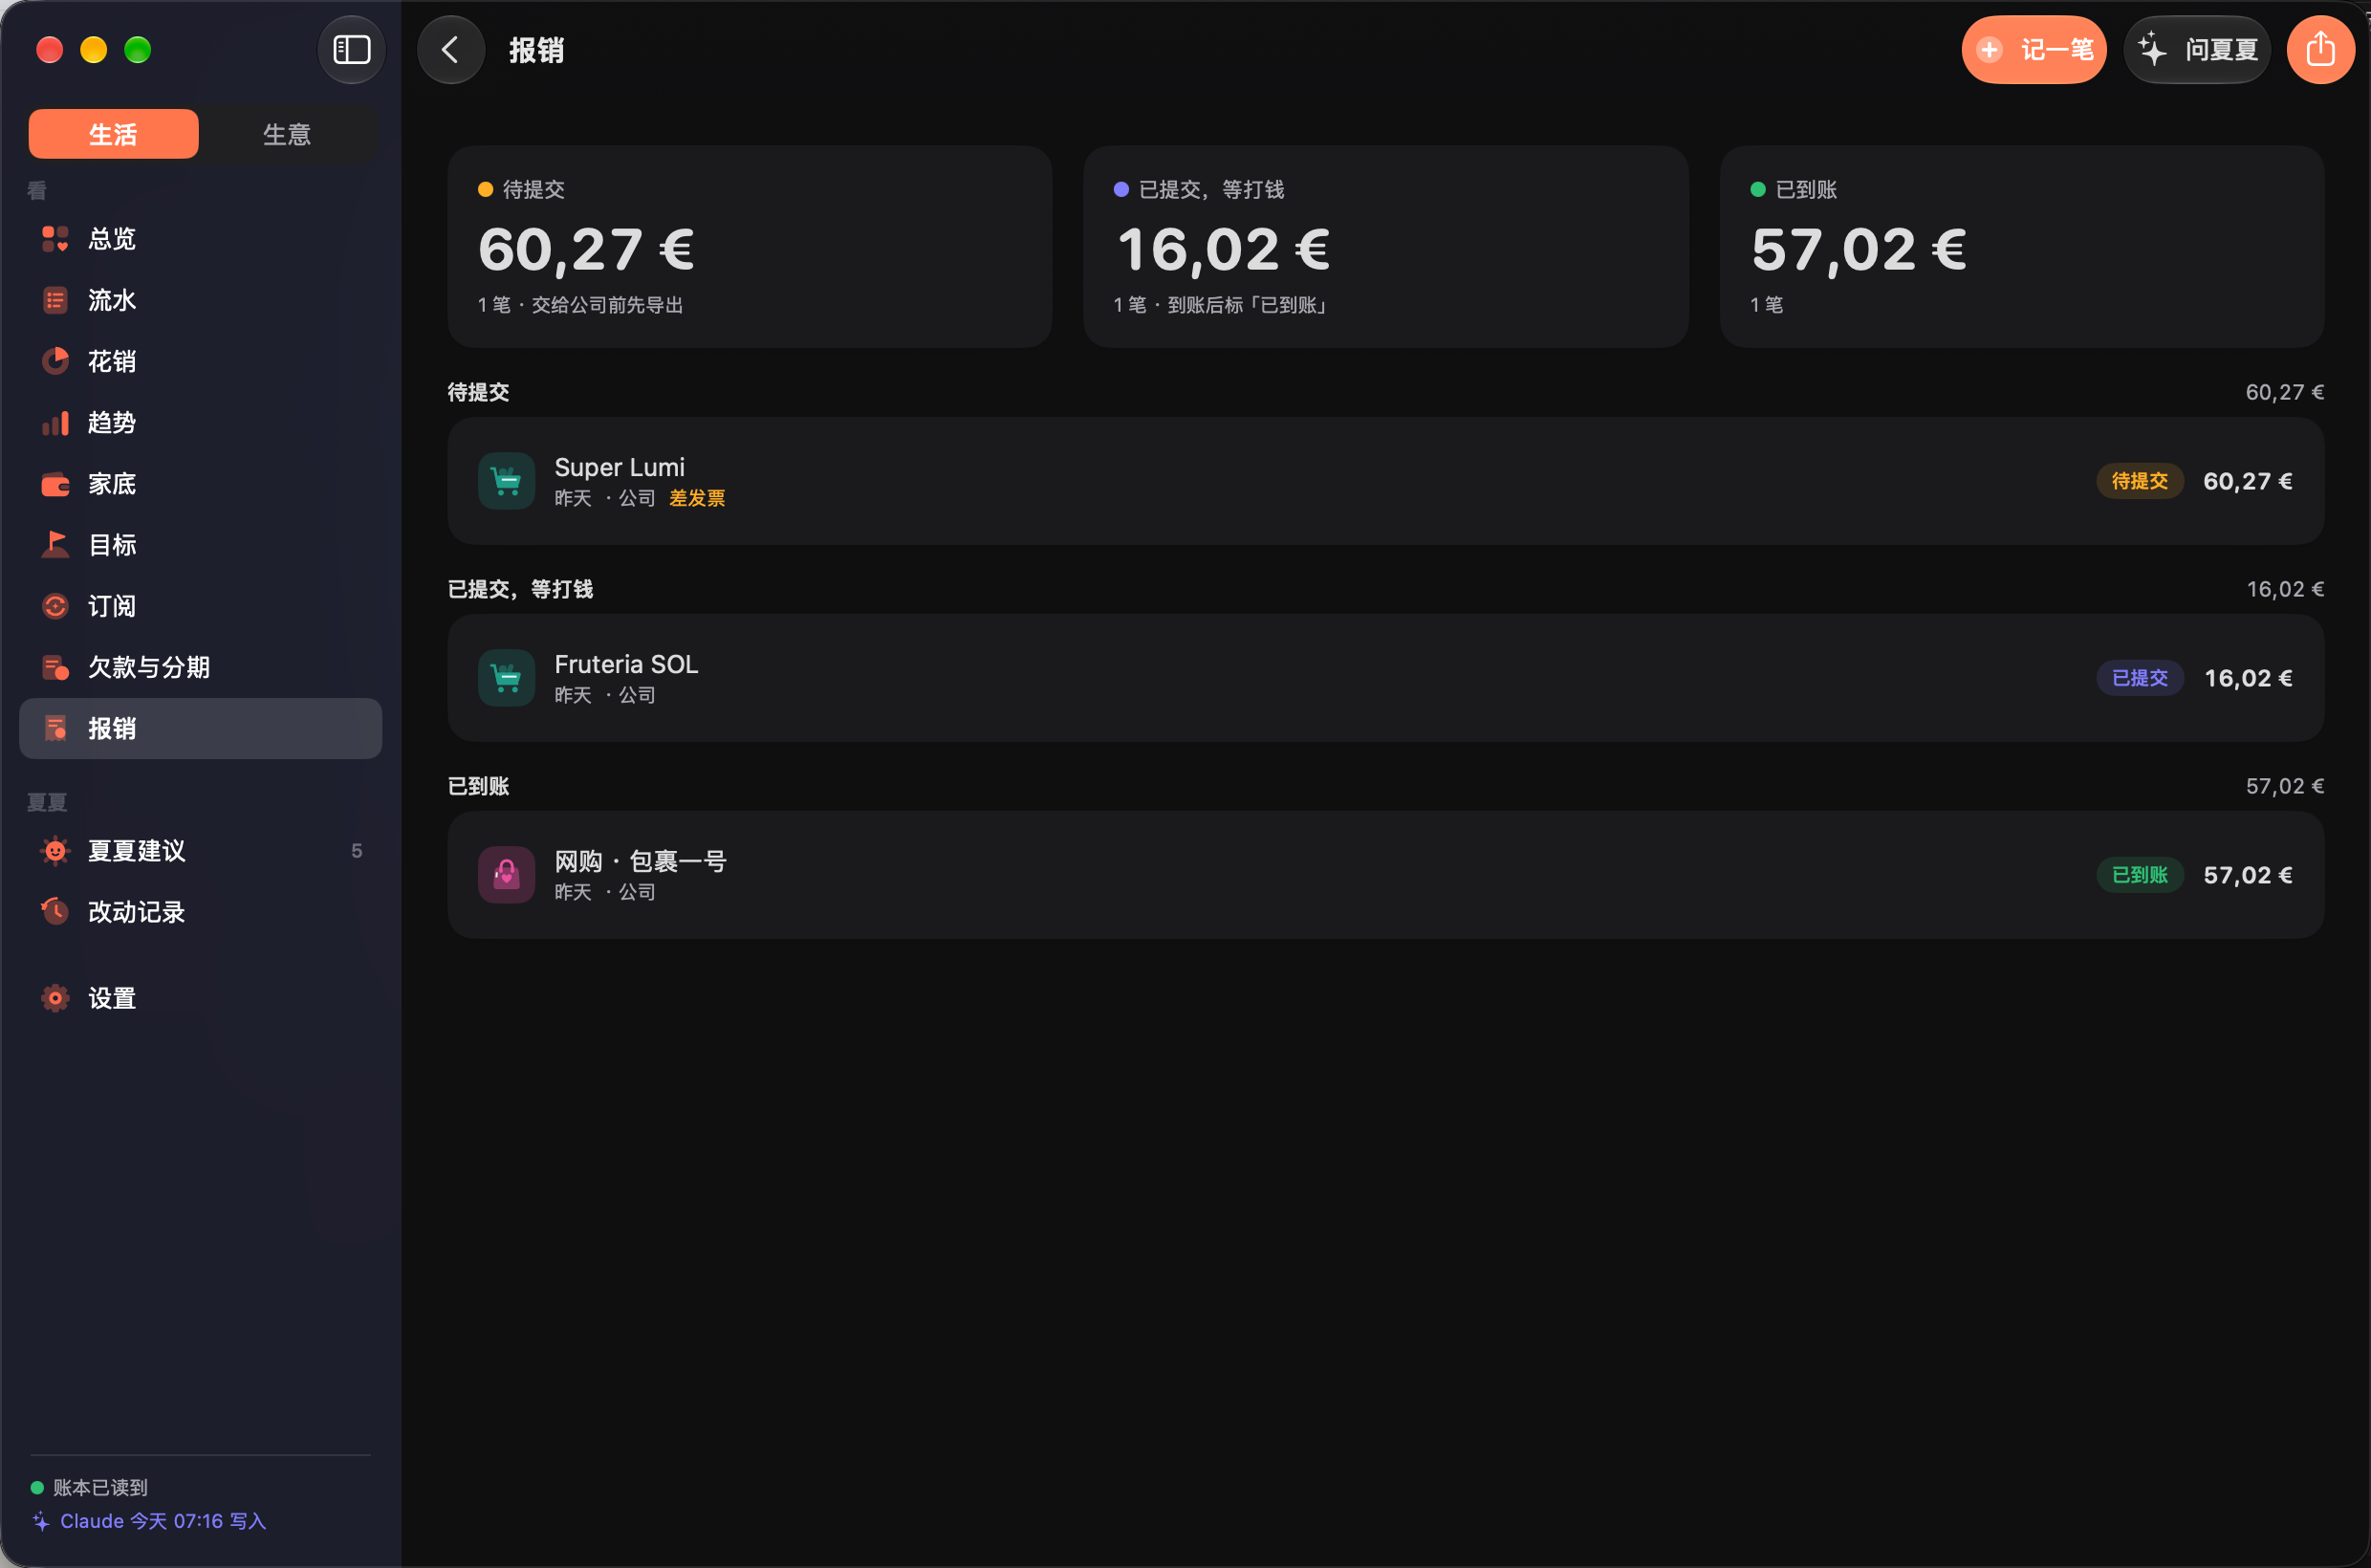 报销
记一笔
问夏夏
生活
生意
看
总览
流水
花销
趋势
家底
目标
订阅
欠款与分期
报销
夏夏
夏夏建议 5
改动记录
设置
账本已读到
Claude 今天 07:16 写入
待提交
60,27 €
1 笔 · 交给公司前先导出
已提交，等打钱
16,02 €
1 笔 · 到账后标「已到账」
已到账
57,02 €
1 笔
待提交 60,27 €
Super Lumi
昨天 · 公司 差发票
待提交 60,27 €
已提交，等打钱 16,02 €
Fruteria SOL
昨天 · 公司
已提交 16,02 €
已到账 57,02 €
网购 · 包裹一号
昨天 · 公司
已到账 57,02 €